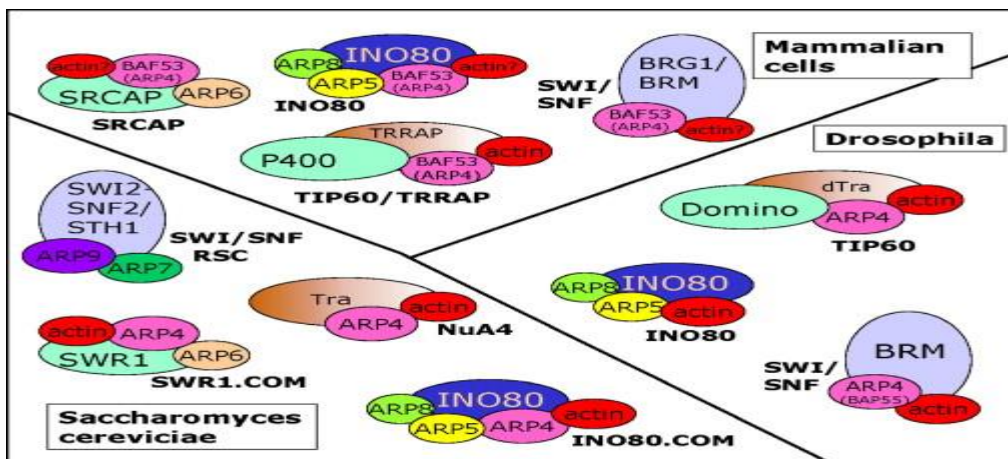 Mammalian
cells
actin?
BAF53
(ARP4)
SRCAP
ARP6
SRCAP
INO80
ARP8
ARP5
BAF53
(ARP4)
actin?
INO80
BRG1/
BRM
SWI/
SNF
BAF53
(ARP4)
actin?
TRRAP
P400
BAF53
(ARP4)
actin
TIP60/TRRAP
Drosophila
dTra
Domino
ARP4
actin
TIP60
INO80
ARP8
ARP5
actin
INO80
BRM
SWI/
SNF
ARP4
(BAP55)
actin
SWI2-
SNF2/
STH1
ARP9
ARP7
SWI/SNF
RSC
Tra
ARP4
actin
NuA4
actin
ARP4
SWR1
ARP6
SWR1.COM
INO80
ARP8
ARP5
ARP4
actin
INO80.COM
Saccharomyces
cereviciae